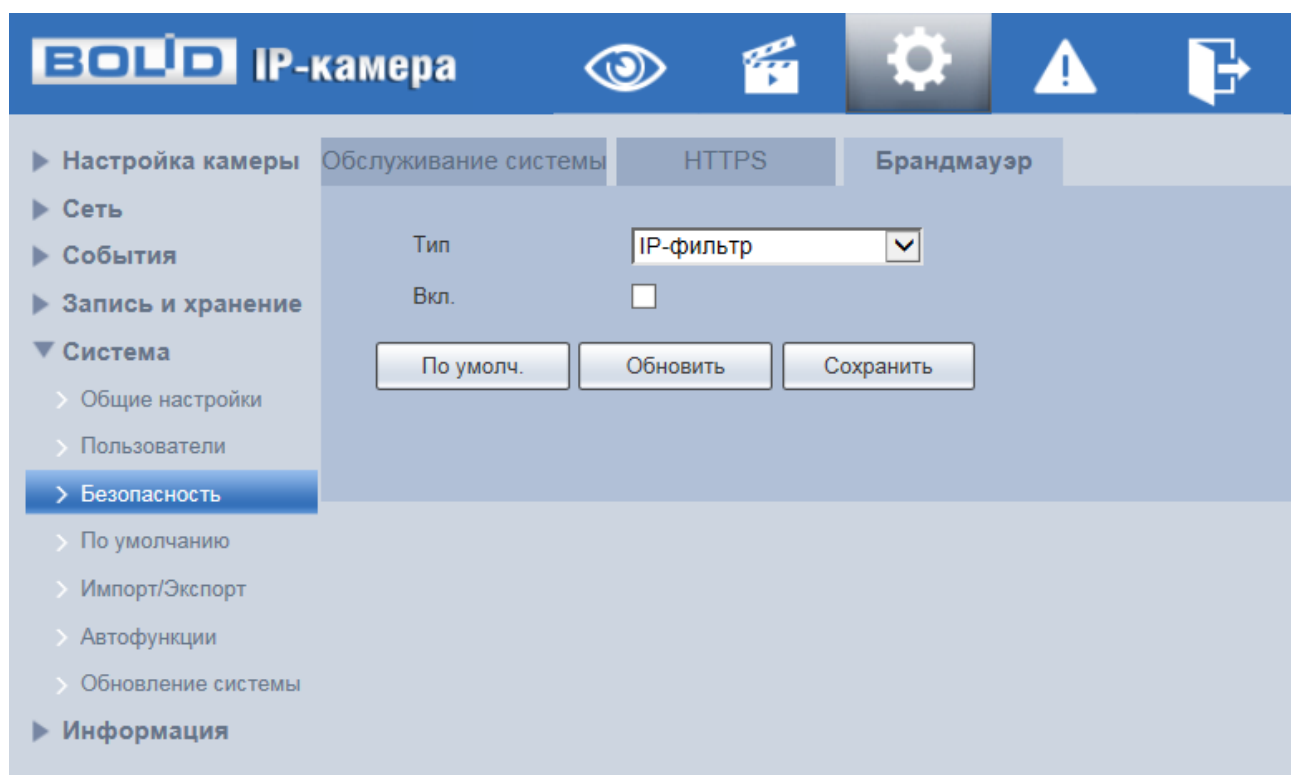 BOLID IP-камера
Настройка камеры
Сеть
События
Запись и хранение
Система
Общие настройки
Пользователи
Безопасность
По умолчанию
Импорт/Экспорт
Автофункции
Обновление системы
Информация
Обслуживание системы HTTPS Брандмауэр
Тип IP-фильтр
Вкл.
По умолч. Обновить Сохранить